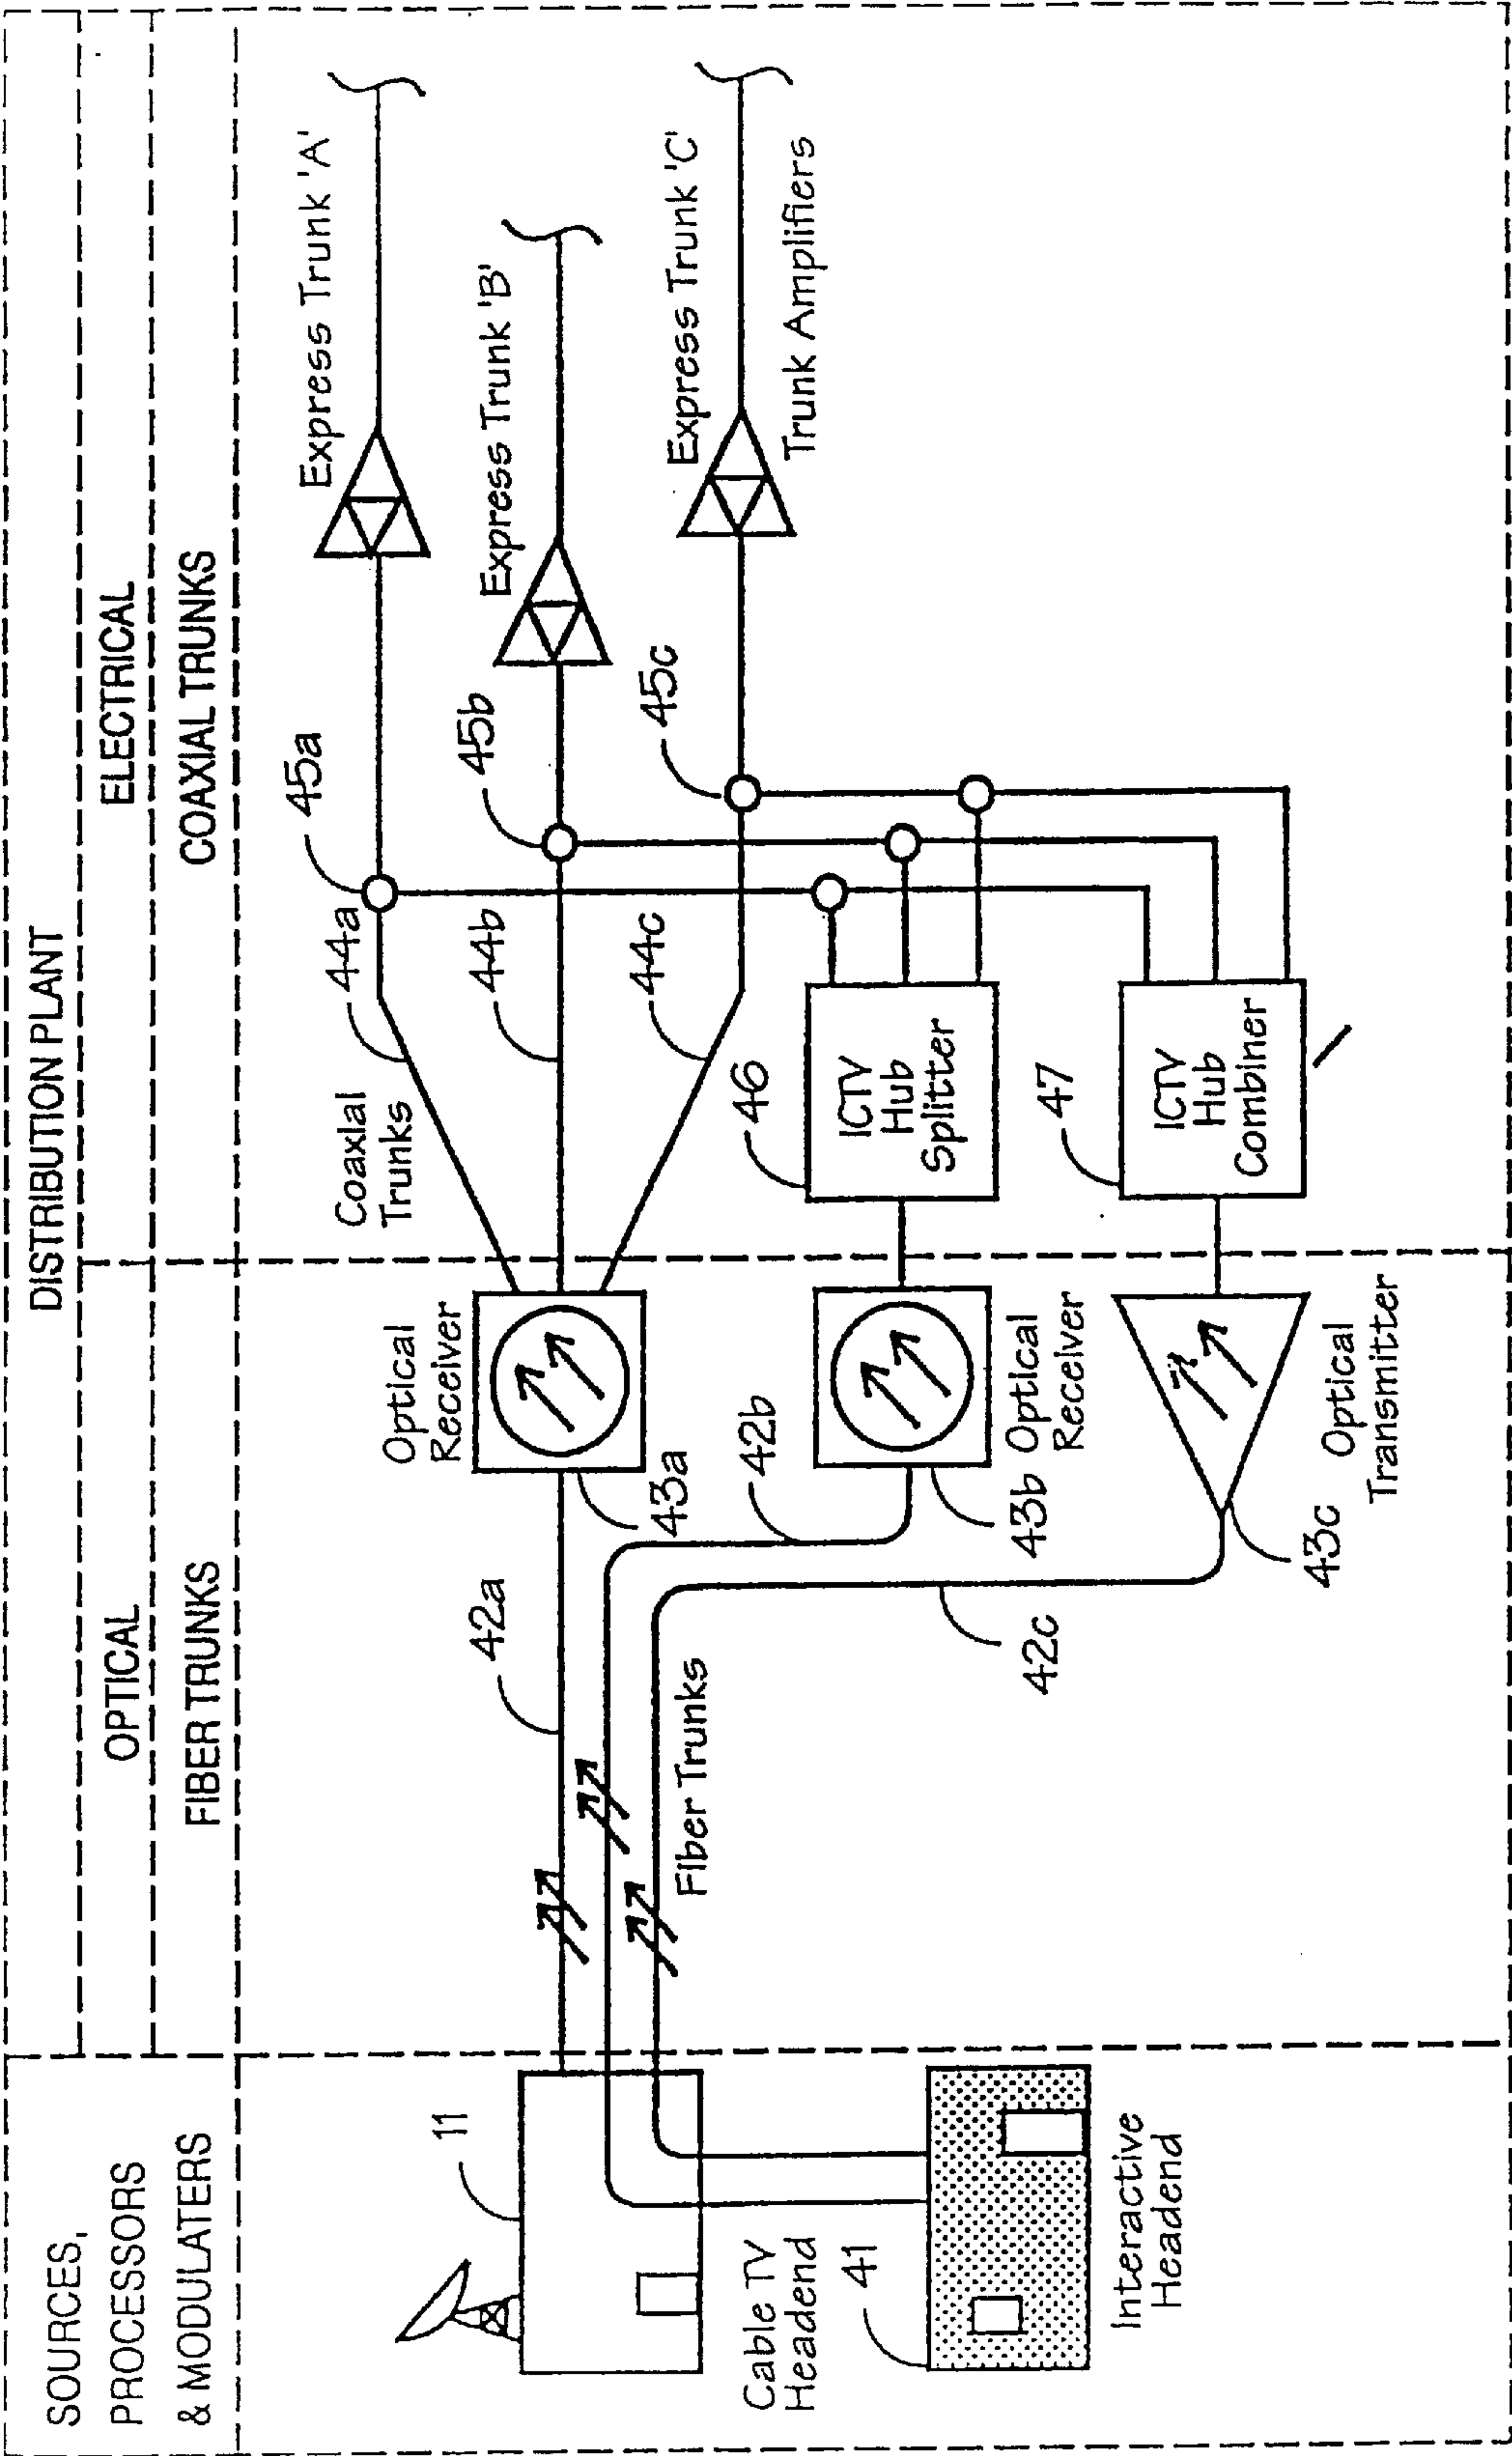 SOURCES,
PROCESSORS
& MODULATERS
DISTRIBUTION PLANT
OPTICAL
ELECTRICAL
FIBER TRUNKS
COAXIAL TRUNKS
11
Cable TV
Headend
41
Interactive
Headend
42a
Fiber Trunks
42b
42c
Optical
Receiver
43a
43b
Optical
Receiver
43c
Optical
Transmitter
Coaxial
Trunks
44a
44b
44c
45a
45b
45c
46
ICTV
Hub
Splitter
47
ICTV
Hub
Combiner
Express Trunk 'A'
Express Trunk 'B'
Express Trunk 'C'
Trunk Amplifiers